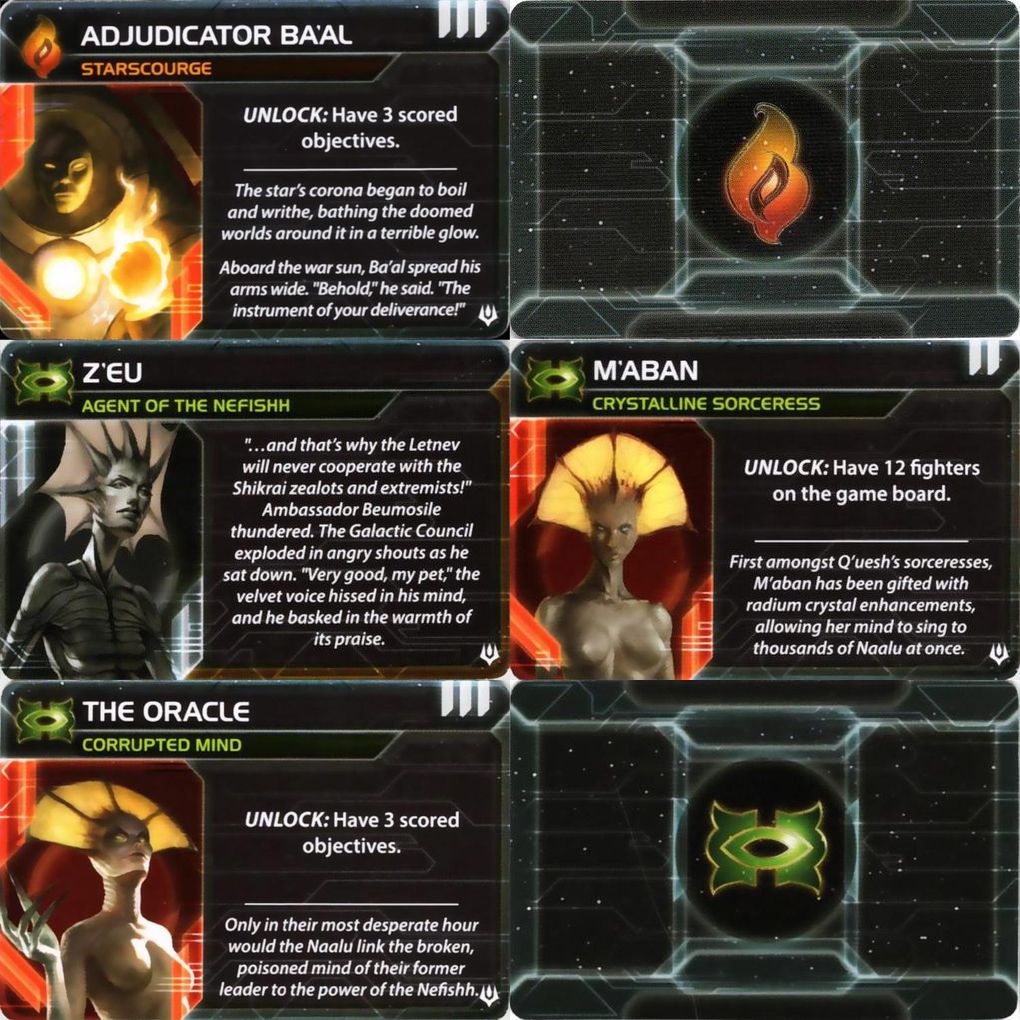 ADJUDICATOR BA'AL
STARSCOURGE
III
UNLOCK: Have 3 scored
objectives.
The star's corona began to boil
and writhe, bathing the doomed
worlds around it in a terrible glow.
Aboard the war sun, Ba'al spread his
arms wide. "Behold," he said. "The
instrument of your deliverance!"
Z'EU
AGENT OF THE NEFISHH
"...and that's why the Letnev
will never cooperate with the
Shikrai zealots and extremists!"
Ambassador Beumosile
thundered. The Galactic Council
exploded in angry shouts as he
sat down. "Very good, my pet," the
velvet voice hissed in his mind,
and he basked in the warmth of
its praise.
M'ABAN
CRYSTALLINE SORCERESS
II
UNLOCK: Have 12 fighters
on the game board.
First amongst Q'uesh's sorceresses,
M'aban has been gifted with
radium crystal enhancements,
allowing her mind to sing to
thousands of Naalu at once.
THE ORACLE
CORRUPTED MIND
III
UNLOCK: Have 3 scored
objectives.
Only in their most desperate hour
would the Naalu link the broken,
poisoned mind of their former
leader to the power of the Nefishh.